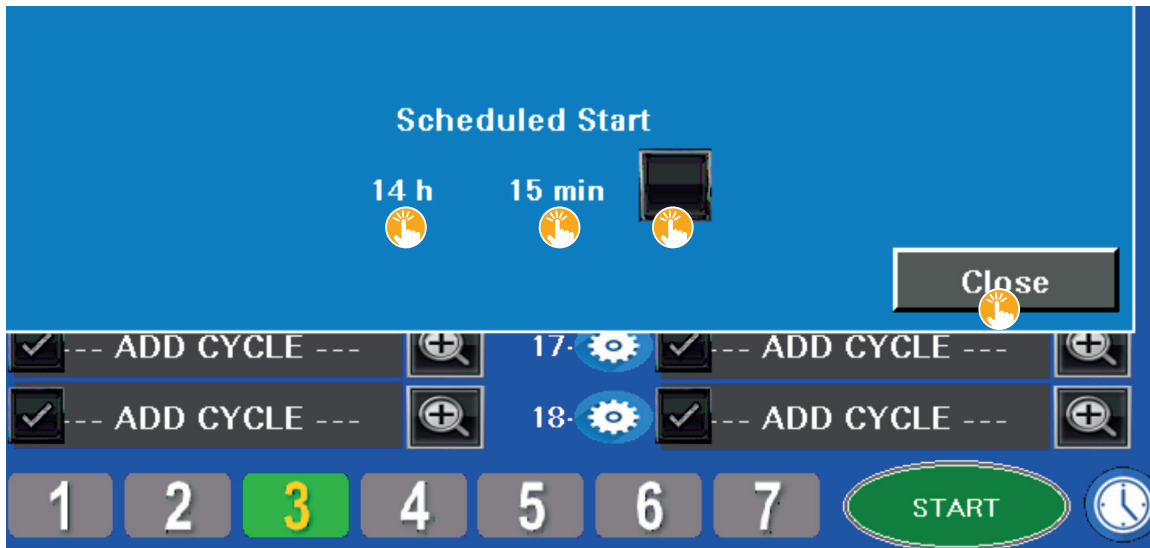 Scheduled Start
14 h 15 min
Close
--- ADD CYCLE --- 17- --- ADD CYCLE ---
--- ADD CYCLE --- 18- --- ADD CYCLE ---
1 2 3 4 5 6 7 START